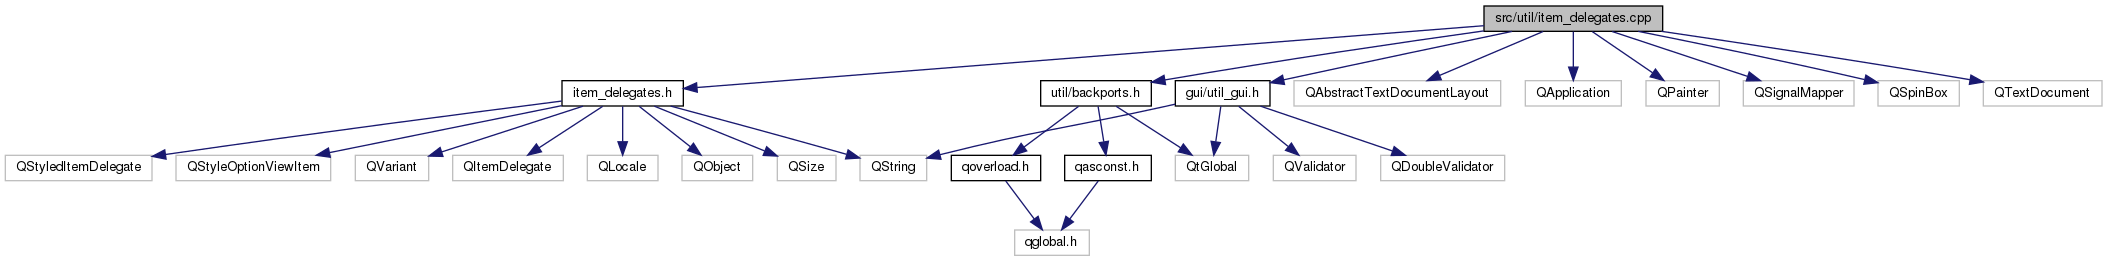 src/util/item_delegates.cpp
item_delegates.h
util/backports.h
gui/util_gui.h
QAbstractTextDocumentLayout
QApplication
QPainter
QSignalMapper
QSpinBox
QTextDocument
QStyledItemDelegate
QStyleOptionViewItem
QVariant
QItemDelegate
QLocale
QObject
QSize
QString
qoverload.h
qasconst.h
QtGlobal
QValidator
QDoubleValidator
qglobal.h